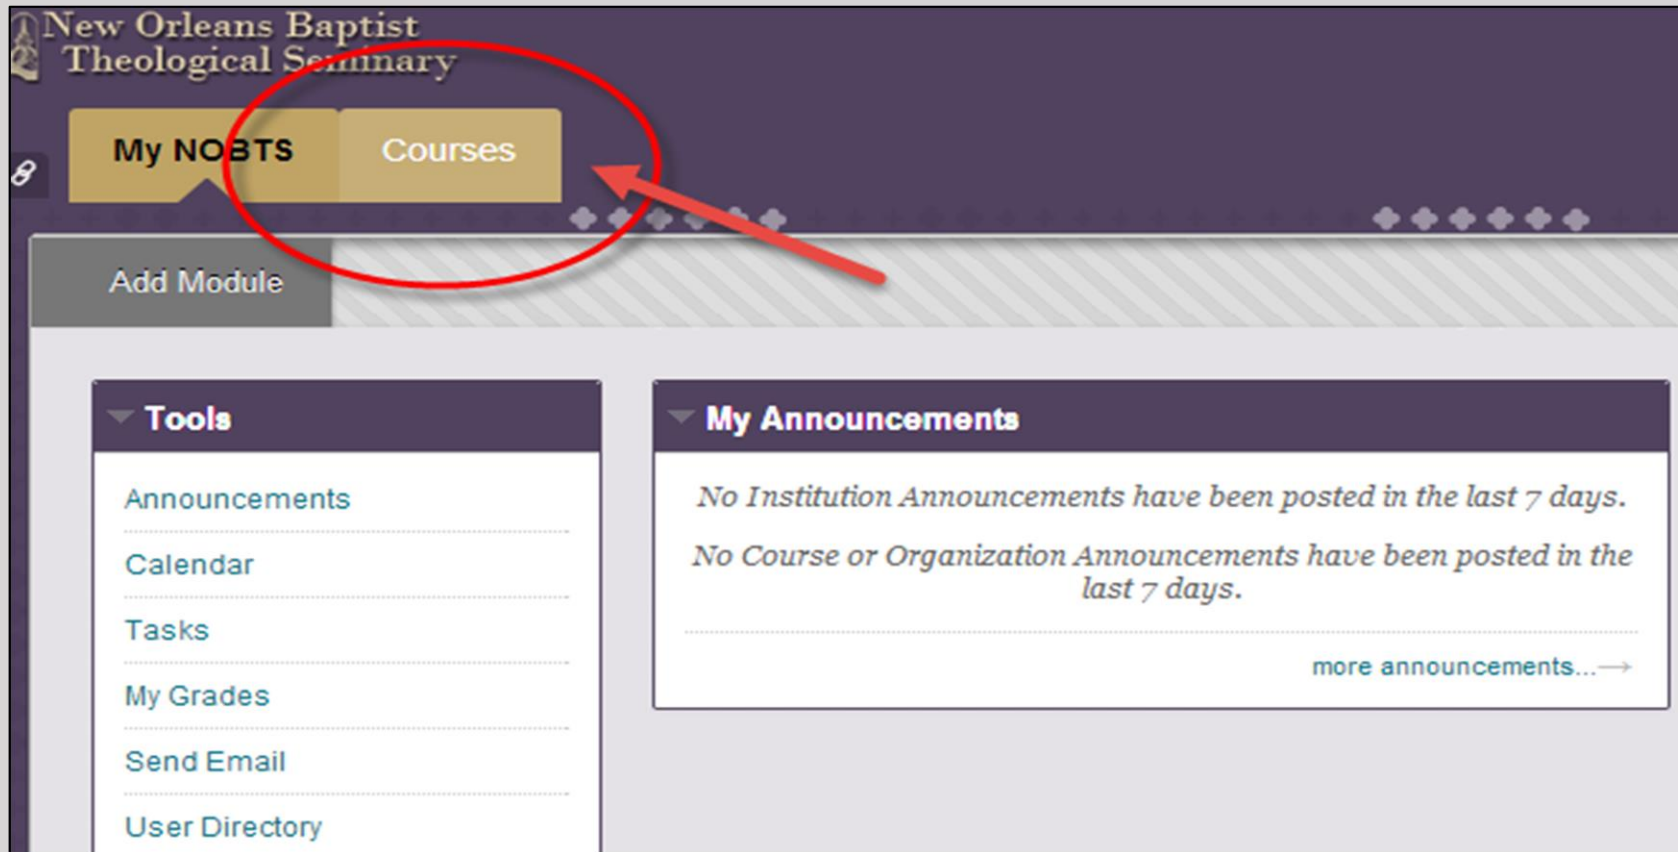 New Orleans Baptist
Theological Seminary
My NOBTS
Courses
Add Module
Tools
Announcements
Calendar
Tasks
My Grades
Send Email
User Directory
My Announcements
No Institution Announcements have been posted in the last 7 days.
No Course or Organization Announcements have been posted in the
last 7 days.
more announcements...→